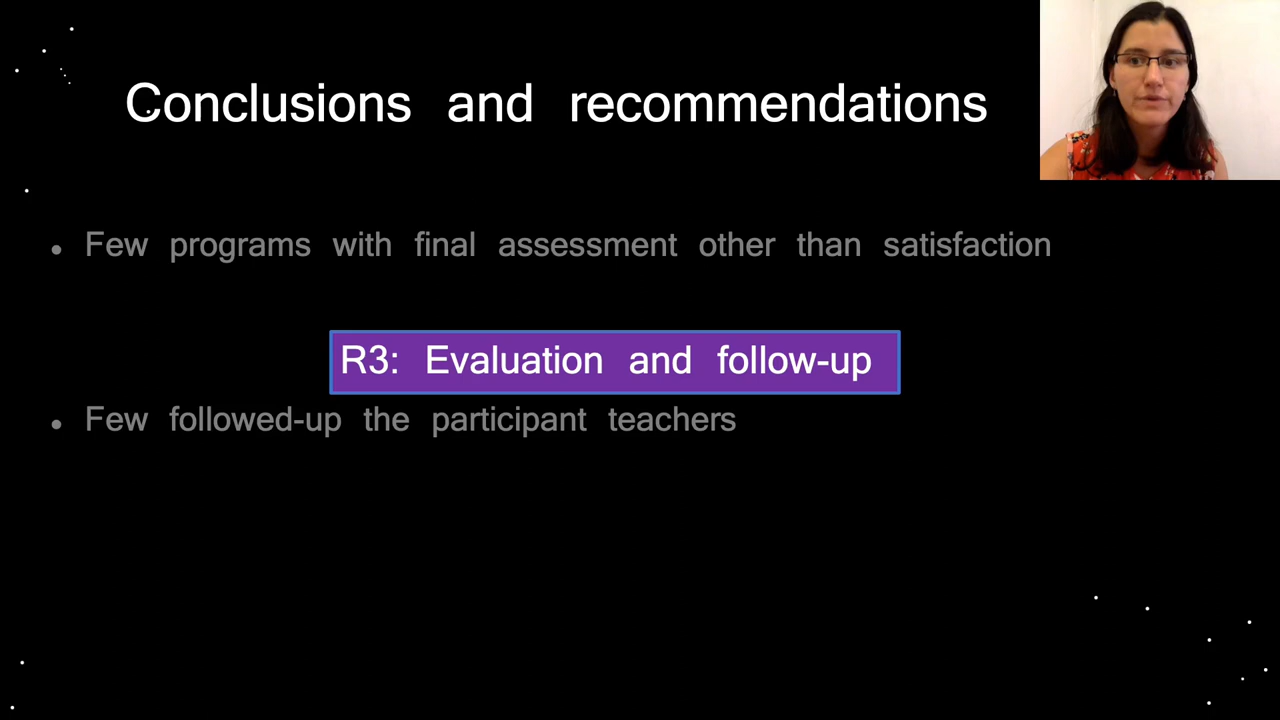 Conclusions and recommendations
• Few programs with final assessment other than satisfaction
R3: Evaluation and follow-up
• Few followed-up the participant teachers